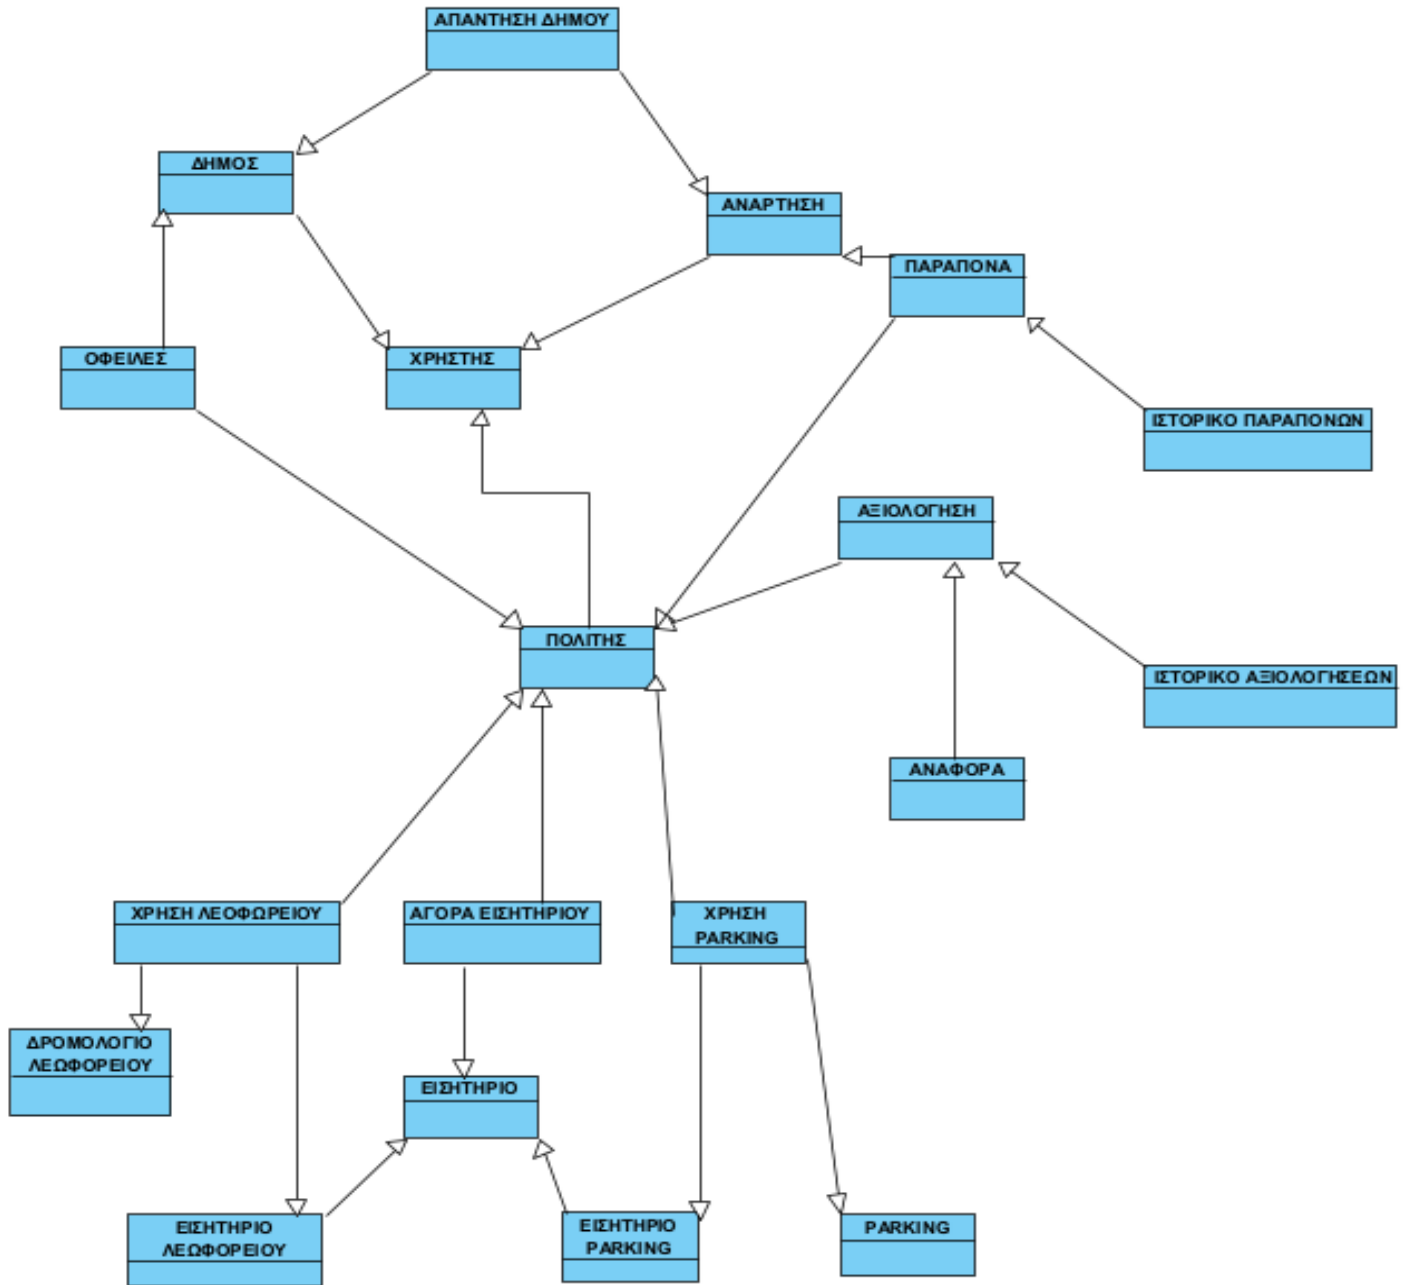 ΑΠΑΝΤΗΣΗ ΔΗΜΟΥ
ΔΗΜΟΣ
ΑΝΑΡΤΗΣΗ
ΠΑΡΑΠΟΝΑ
ΟΦΕΙΛΕΣ
ΧΡΗΣΤΗΣ
ΙΣΤΟΡΙΚΟ ΠΑΡΑΠΟΝΩΝ
ΑΞΙΟΛΟΓΗΣΗ
ΠΟΛΙΤΗΣ
ΙΣΤΟΡΙΚΟ ΑΞΙΟΛΟΓΗΣΕΩΝ
ΑΝΑΦΟΡΑ
ΧΡΗΣΗ ΛΕΟΦΩΡΕΙΟΥ
ΑΓΟΡΑ ΕΙΣΗΤΗΡΙΟΥ
ΧΡΗΣΗ
PARKING
ΔΡΟΜΟΛΟΓΙΟ
ΛΕΩΦΟΡΕΙΟΥ
ΕΙΣΗΤΗΡΙΟ
ΕΙΣΗΤΗΡΙΟ
ΛΕΩΦΟΡΕΙΟΥ
ΕΙΣΗΤΗΡΙΟ
PARKING
PARKING